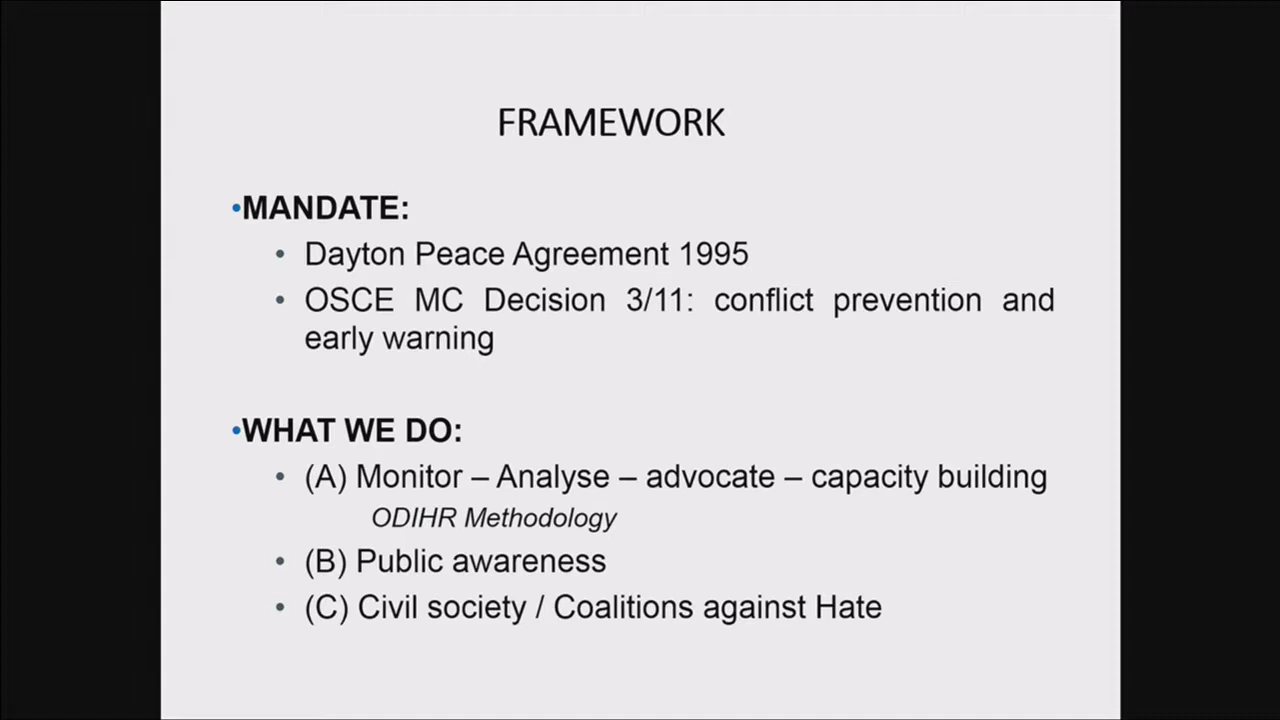 FRAMEWORK
•MANDATE:
• Dayton Peace Agreement 1995
• OSCE MC Decision 3/11: conflict prevention and
early warning
•WHAT WE DO:
• (A) Monitor – Analyse – advocate – capacity building
ODIHR Methodology
• (B) Public awareness
• (C) Civil society / Coalitions against Hate